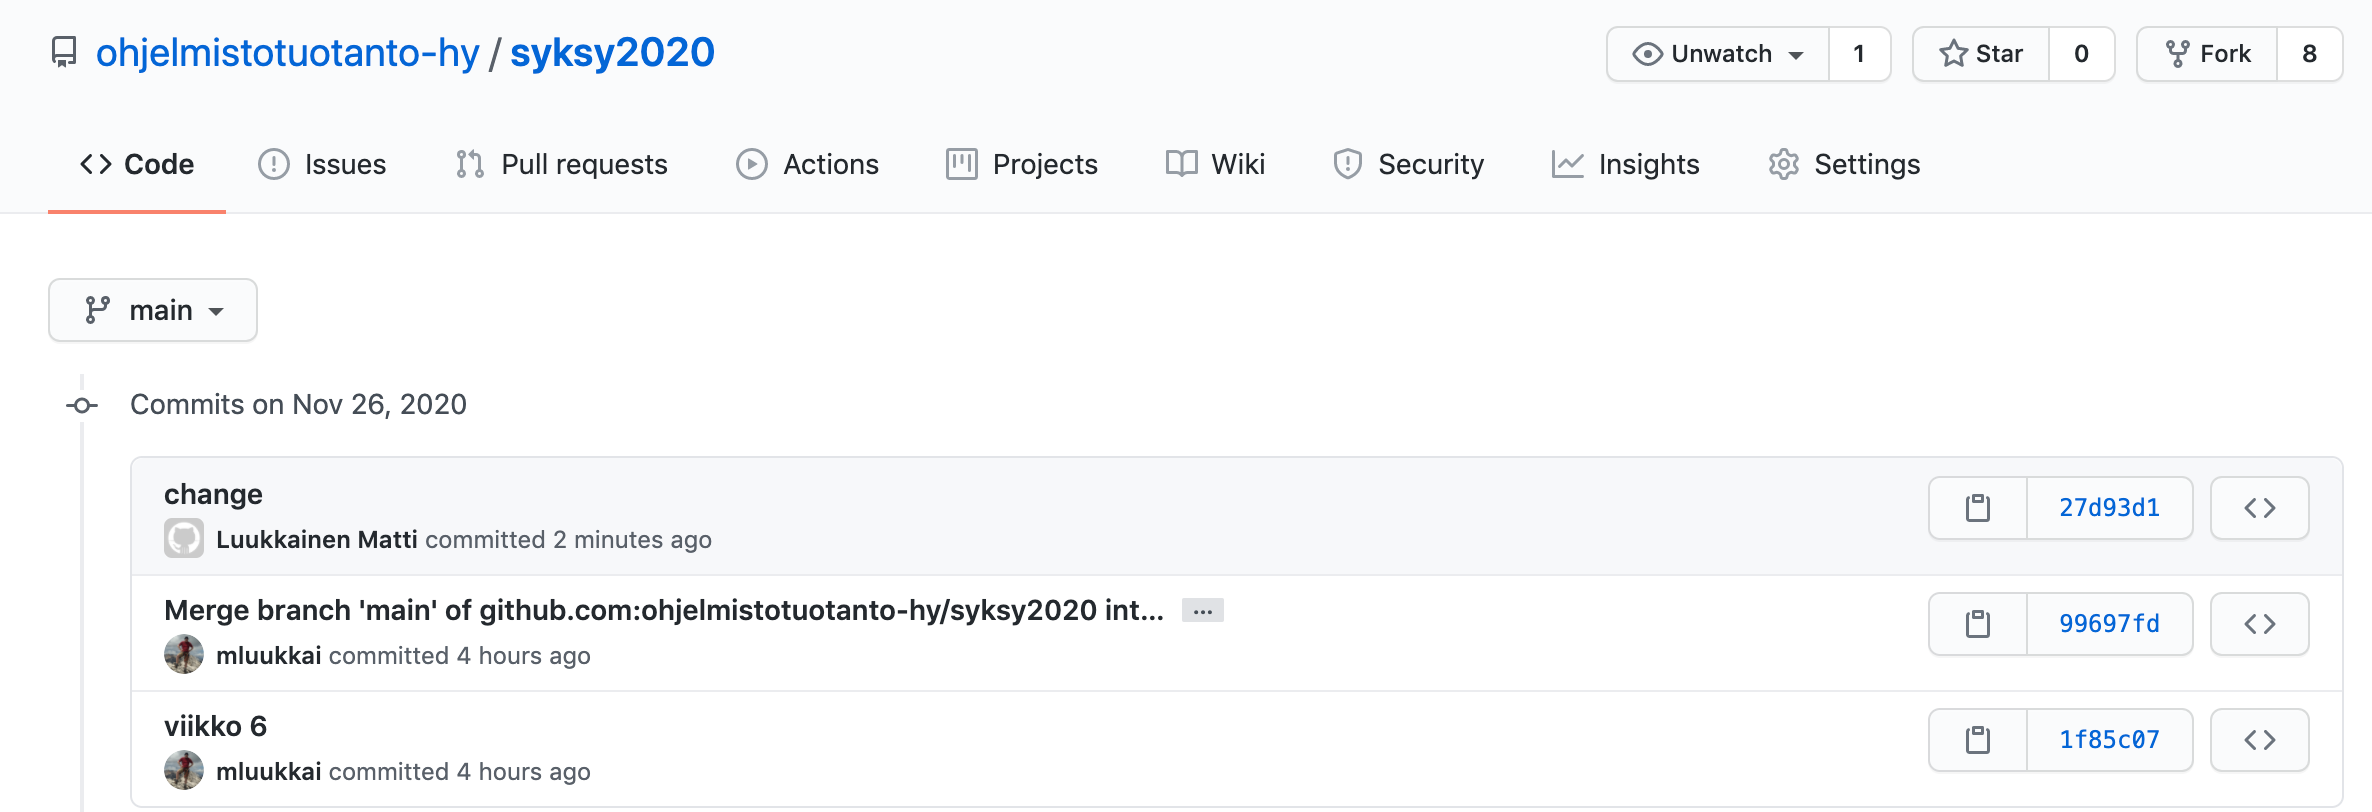 ohjelmistotuotanto-hy / syksy2020
Unwatch 1 Star 0 Fork 8
Code Issues Pull requests Actions Projects Wiki Security Insights Settings
main
Commits on Nov 26, 2020
change
27d93d1
Luukkainen Matti committed 2 minutes ago
Merge branch 'main' of github.com:ohjelmistotuotanto-hy/syksy2020 int... ...
99697fd
mluukkai committed 4 hours ago
viikko 6
1f85c07
mluukkai committed 4 hours ago